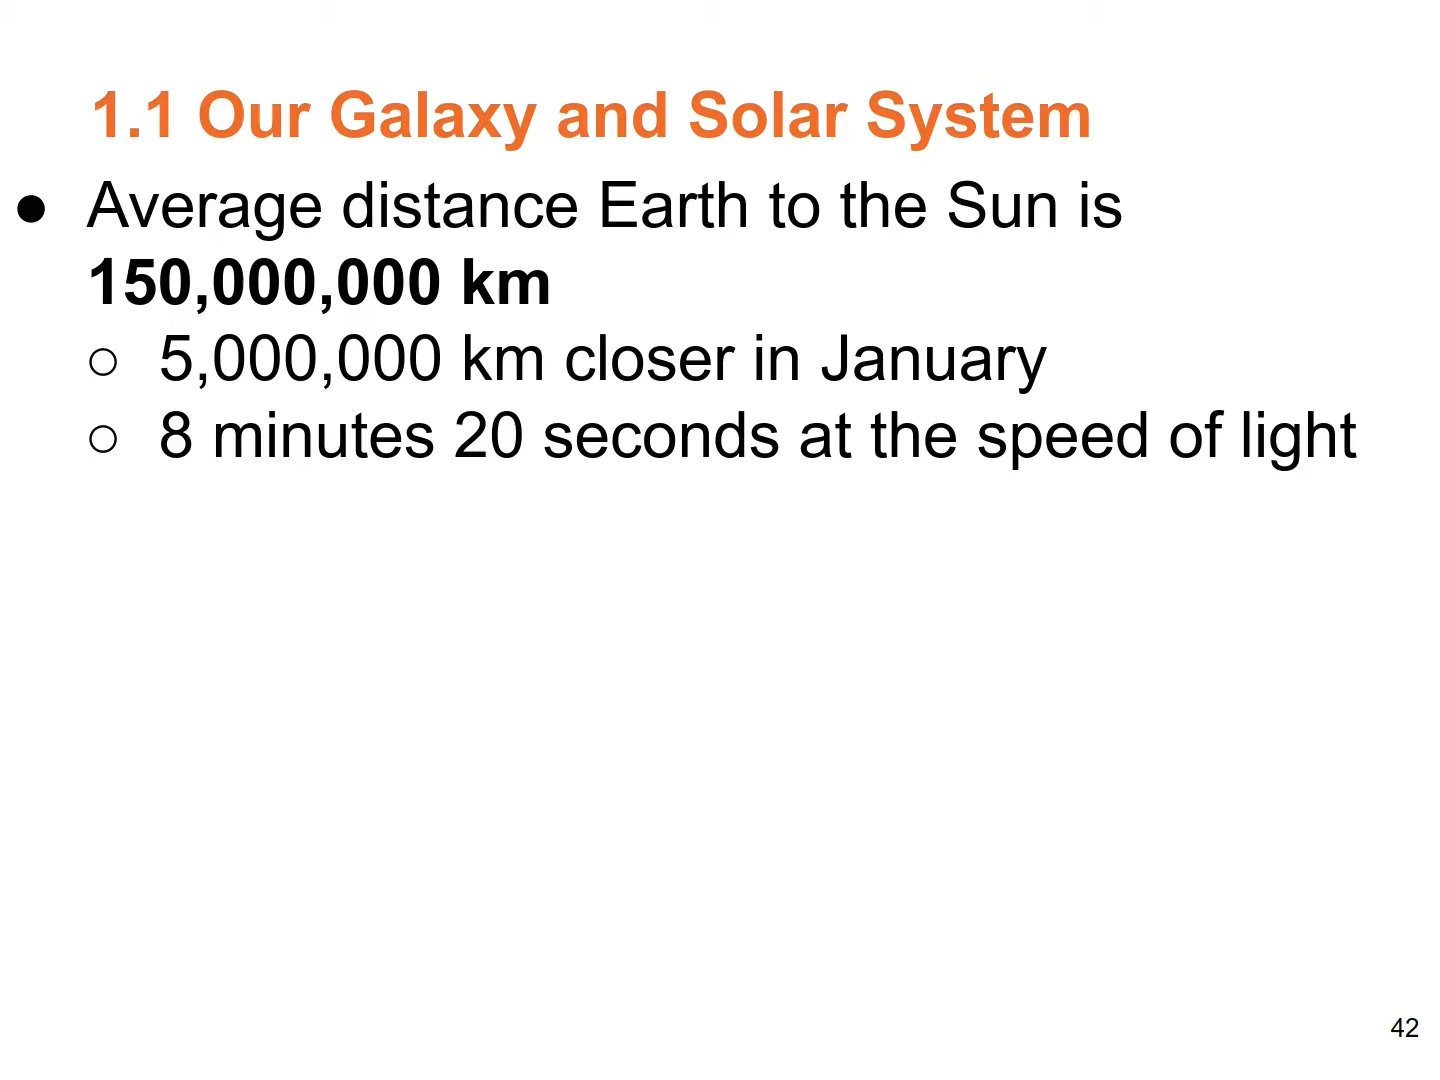 1.1 Our Galaxy and Solar System
● Average distance Earth to the Sun is
150,000,000 km
○ 5,000,000 km closer in January
○ 8 minutes 20 seconds at the speed of light
42